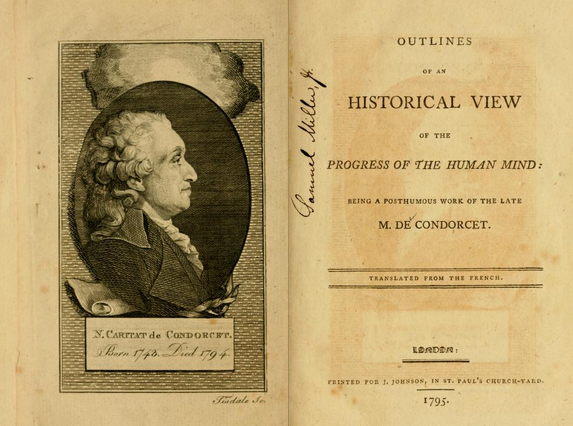 N. CARITAT de CONDORCET.
Born 1743. Died 1794.
Tisdale Sc.
Samuel Miller, Jr.
OUTLINES
OF AN
HISTORICAL VIEW
OF THE
PROGRESS OF THE HUMAN MIND:
BEING A POSTHUMOUS WORK OF THE LATE
M. DE CONDORCET.
TRANSLATED FROM THE FRENCH.
LONDON:
PRINTED FOR J. JOHNSON, IN ST. PAUL'S CHURCH-YARD.
1795.